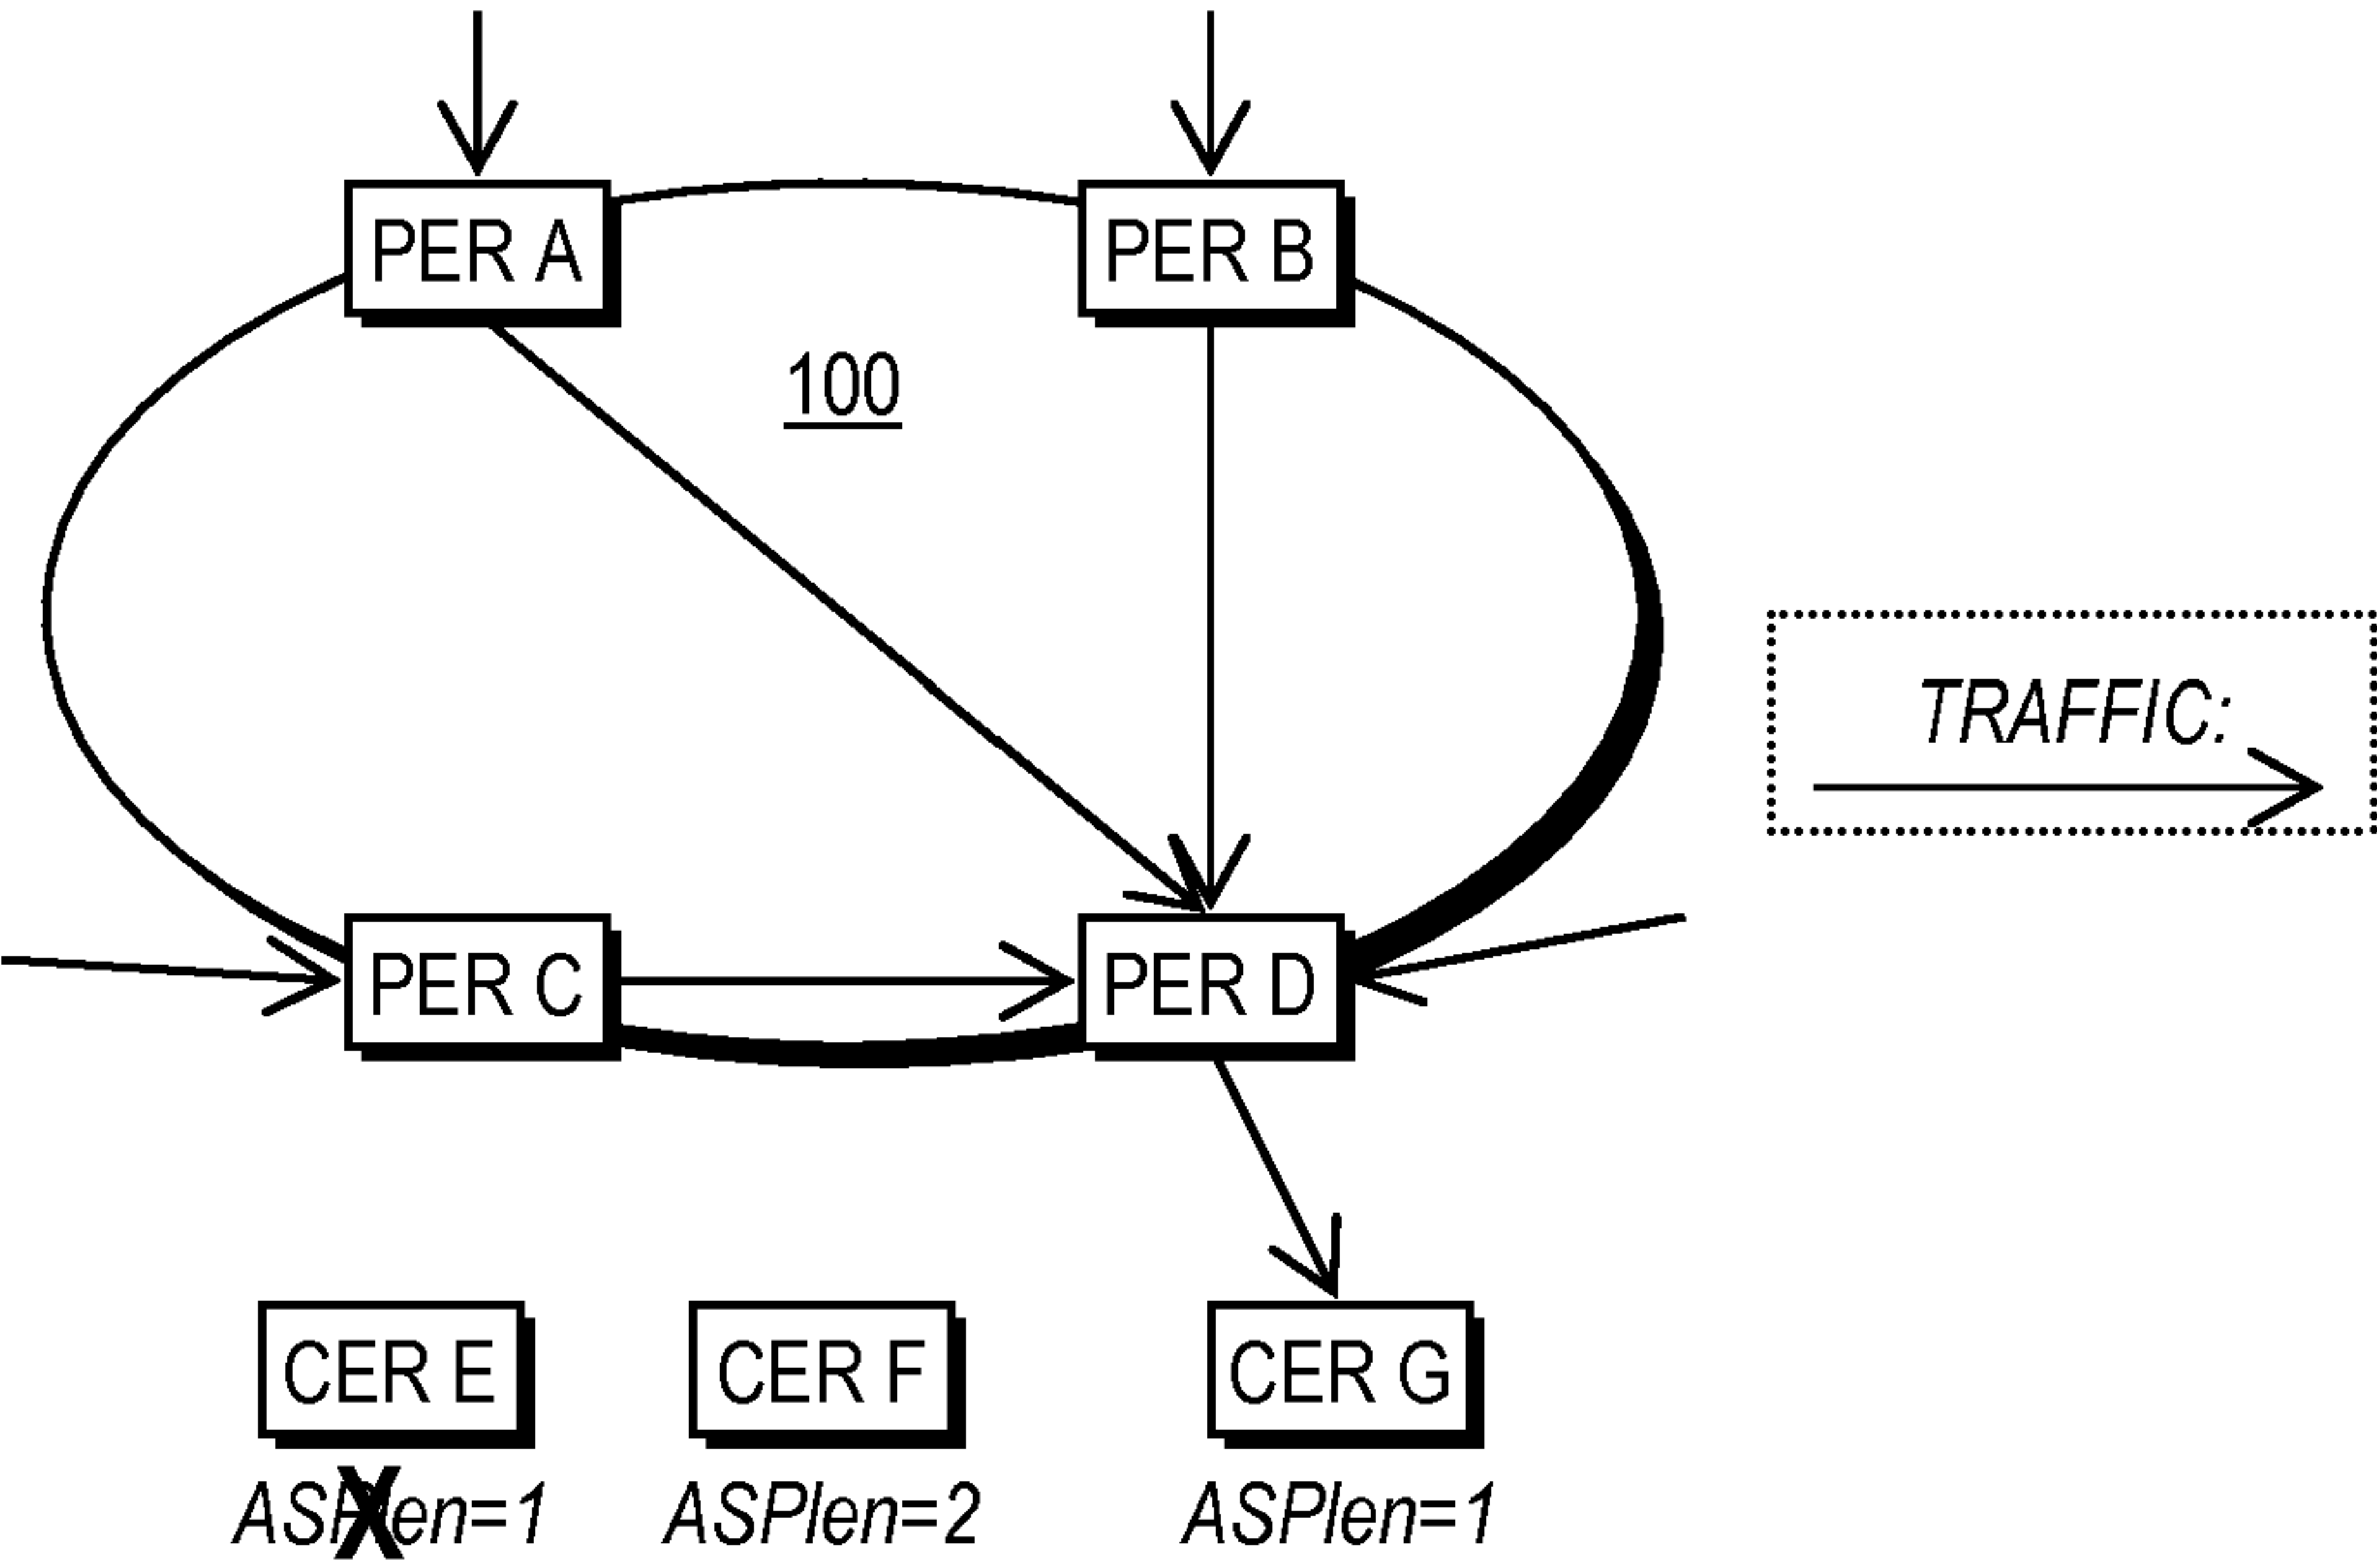 PER A
PER B
100
TRAFFIC:
PER C
PER D
CER E
CER F
CER G
ASPlen=1
X
ASPlen=2
ASPlen=1